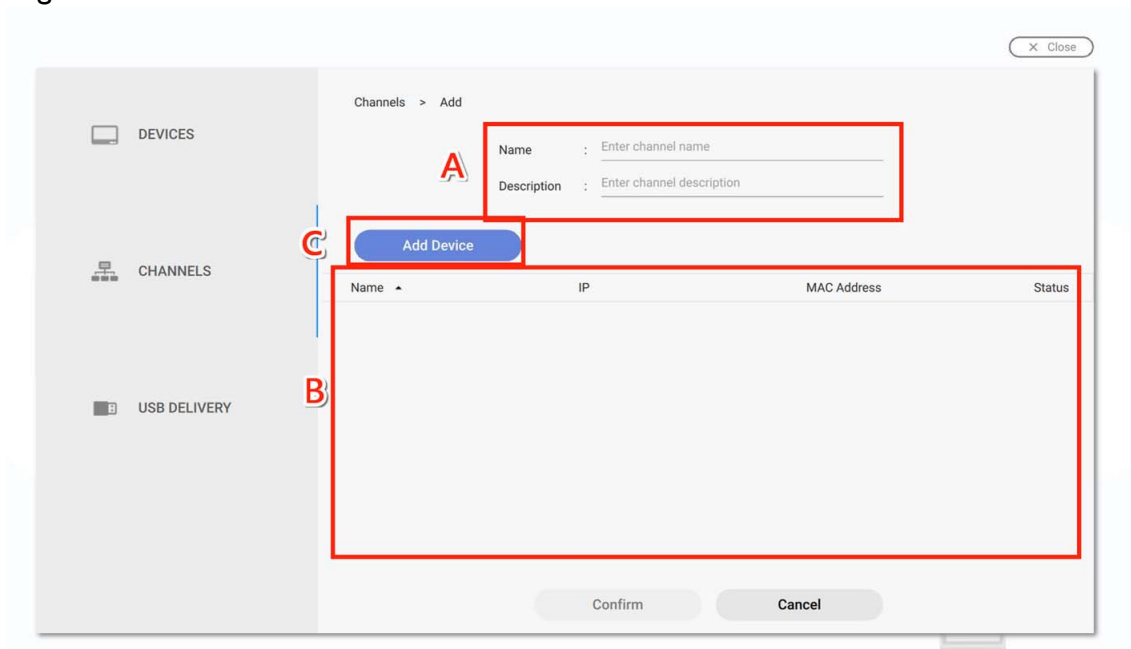 X Close
Channels > Add
DEVICES
A
Name : Enter channel name
Description : Enter channel description
C
Add Device
CHANNELS
Name IP MAC Address Status
B
USB DELIVERY
Confirm Cancel